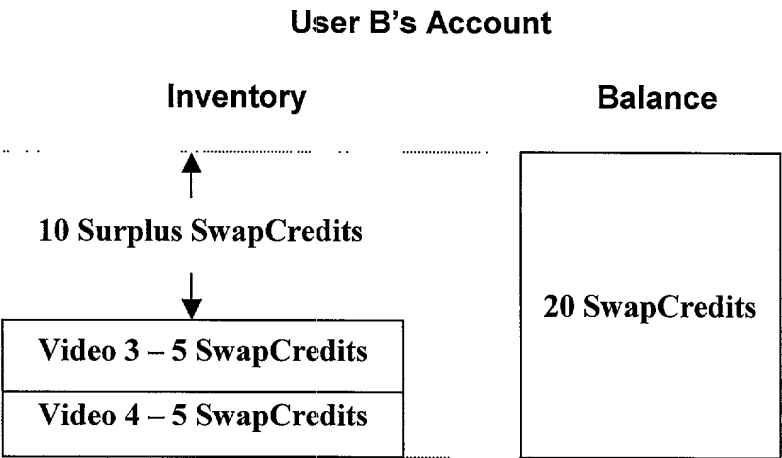 User B's Account
Inventory
Balance
10 Surplus SwapCredits
20 SwapCredits
Video 3 – 5 SwapCredits
Video 4 – 5 SwapCredits